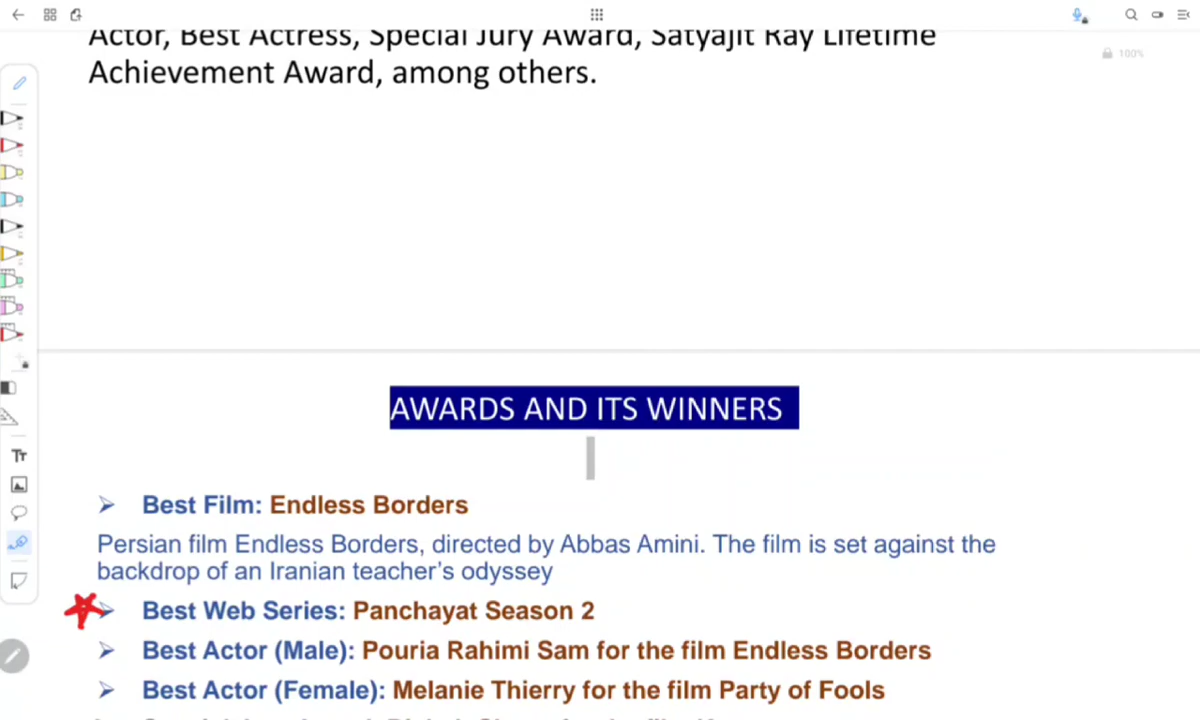 100%
Actor, Best Actress, Special Jury Award, Satyajit Ray Lifetime
Achievement Award, among others.
AWARDS AND ITS WINNERS
Best Film: Endless Borders
Persian film Endless Borders, directed by Abbas Amini. The film is set against the
backdrop of an Iranian teacher's odyssey
Best Web Series: Panchayat Season 2
Best Actor (Male): Pouria Rahimi Sam for the film Endless Borders
Best Actor (Female): Melanie Thierry for the film Party of Fools
Tт